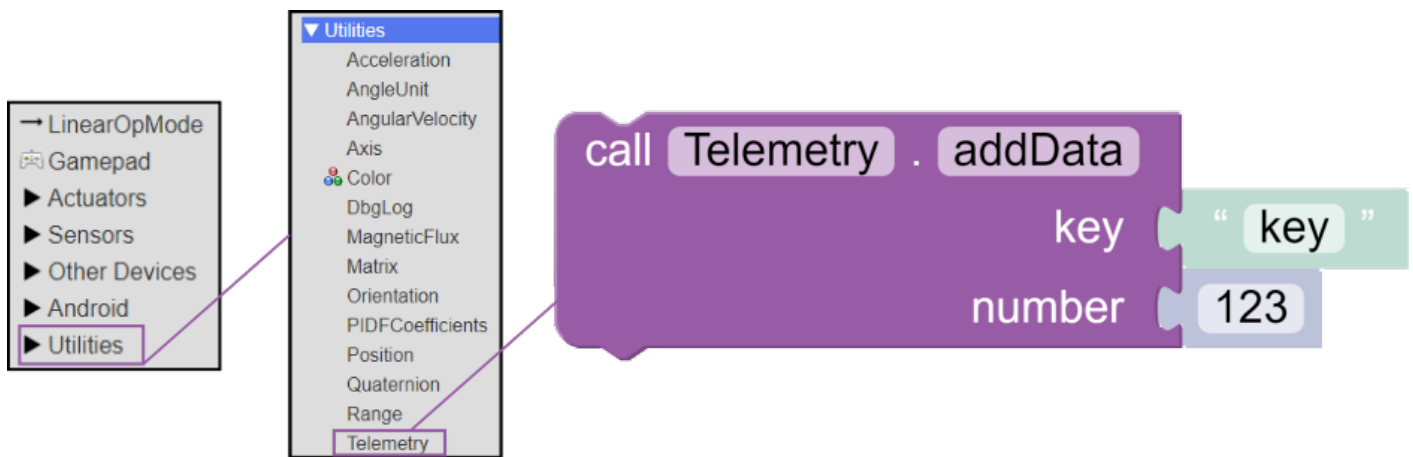 LinearOpMode
Gamepad
Actuators
Sensors
Other Devices
Android
Utilities
Utilities
Acceleration
AngleUnit
AngularVelocity
Axis
Color
DbgLog
MagneticFlux
Matrix
Orientation
PIDFCoefficients
Position
Quaternion
Range
Telemetry
call Telemetry . addData
key “ key ”
number 123